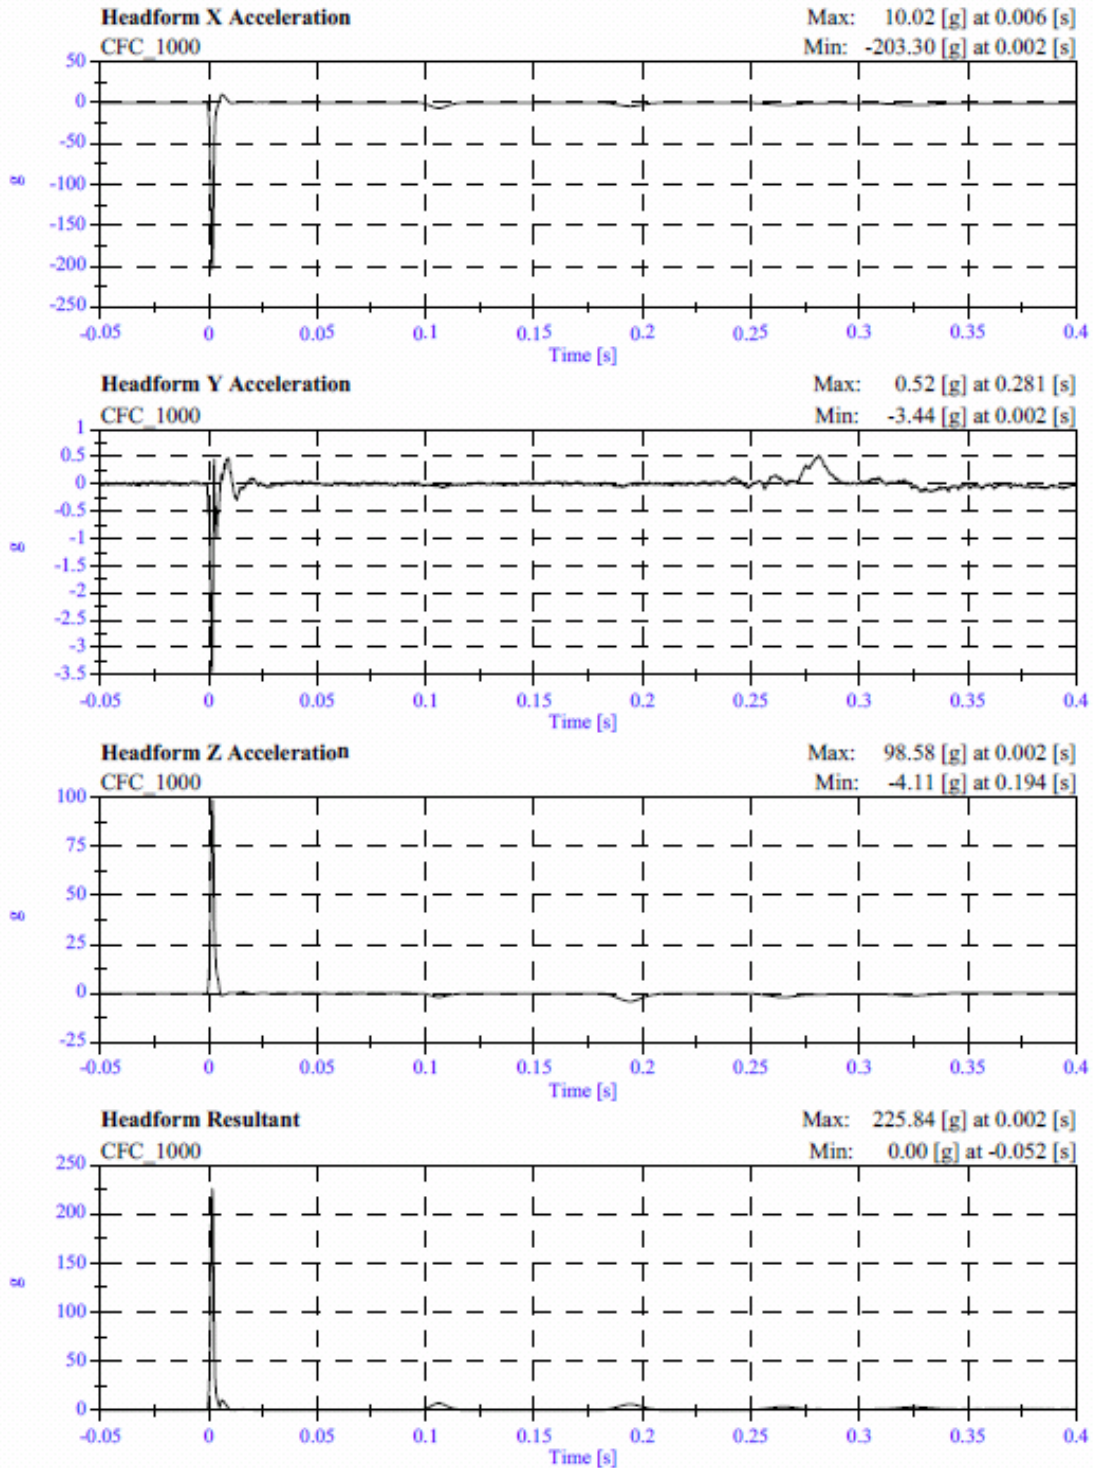 Headform X Acceleration Max: 10.02 [g] at 0.006 [s]
CFC_1000 Min: -203.30 [g] at 0.002 [s]
50
0
-50
-100
-150
-200
-250
g
-0.05 0 0.05 0.1 0.15 0.2 0.25 0.3 0.35 0.4
Time [s]
Headform Y Acceleration Max: 0.52 [g] at 0.281 [s]
CFC_1000 Min: -3.44 [g] at 0.002 [s]
1
0.5
0
-0.5
-1
-1.5
-2
-2.5
-3
-3.5
g
-0.05 0 0.05 0.1 0.15 0.2 0.25 0.3 0.35 0.4
Time [s]
Headform Z Acceleration Max: 98.58 [g] at 0.002 [s]
CFC_1000 Min: -4.11 [g] at 0.194 [s]
100
75
50
25
0
-25
g
-0.05 0 0.05 0.1 0.15 0.2 0.25 0.3 0.35 0.4
Time [s]
Headform Resultant Max: 225.84 [g] at 0.002 [s]
CFC_1000 Min: 0.00 [g] at -0.052 [s]
250
200
150
100
50
0
g
-0.05 0 0.05 0.1 0.15 0.2 0.25 0.3 0.35 0.4
Time [s]